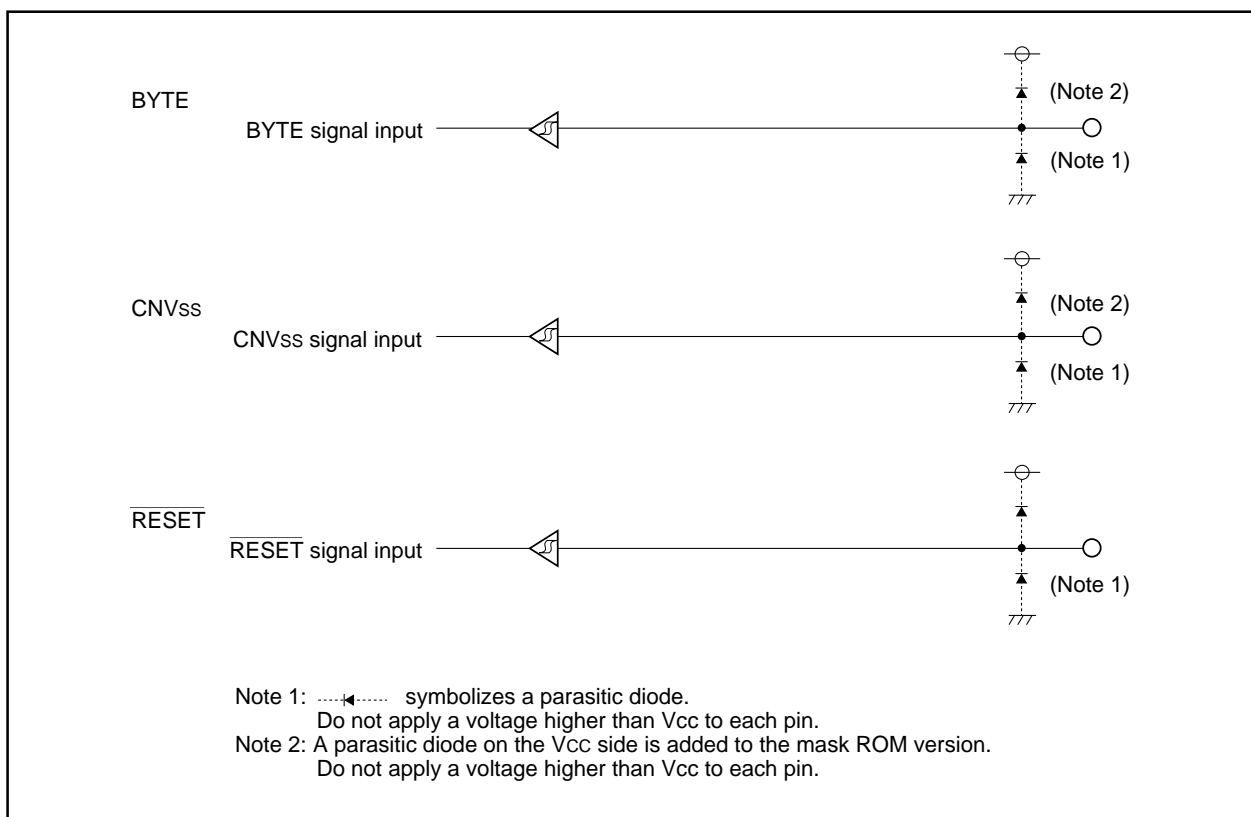 BYTE
BYTE signal input
(Note 2)
(Note 1)
CNVss
CNVss signal input
(Note 2)
(Note 1)
RESET
RESET signal input
(Note 1)
Note 1: symbolizes a parasitic diode.
Do not apply a voltage higher than Vcc to each pin.
Note 2: A parasitic diode on the VCC side is added to the mask ROM version.
Do not apply a voltage higher than Vcc to each pin.